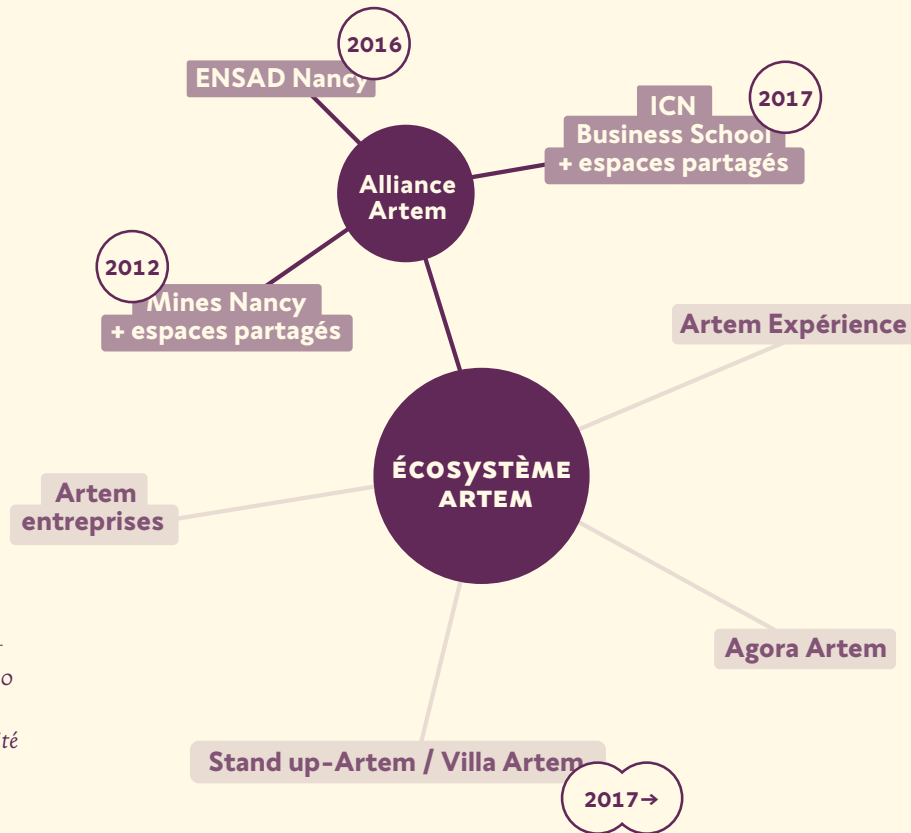 2016
ENSAD Nancy
2017
ICN
Business School
+ espaces partagés
Alliance
Artem
2012
Mines Nancy
+ espaces partagés
Artem Expérience
ÉCOSYSTÈME
ARTEM
Artem
entreprises
Agora Artem
Stand up-Artem / Villa Artem
2017→